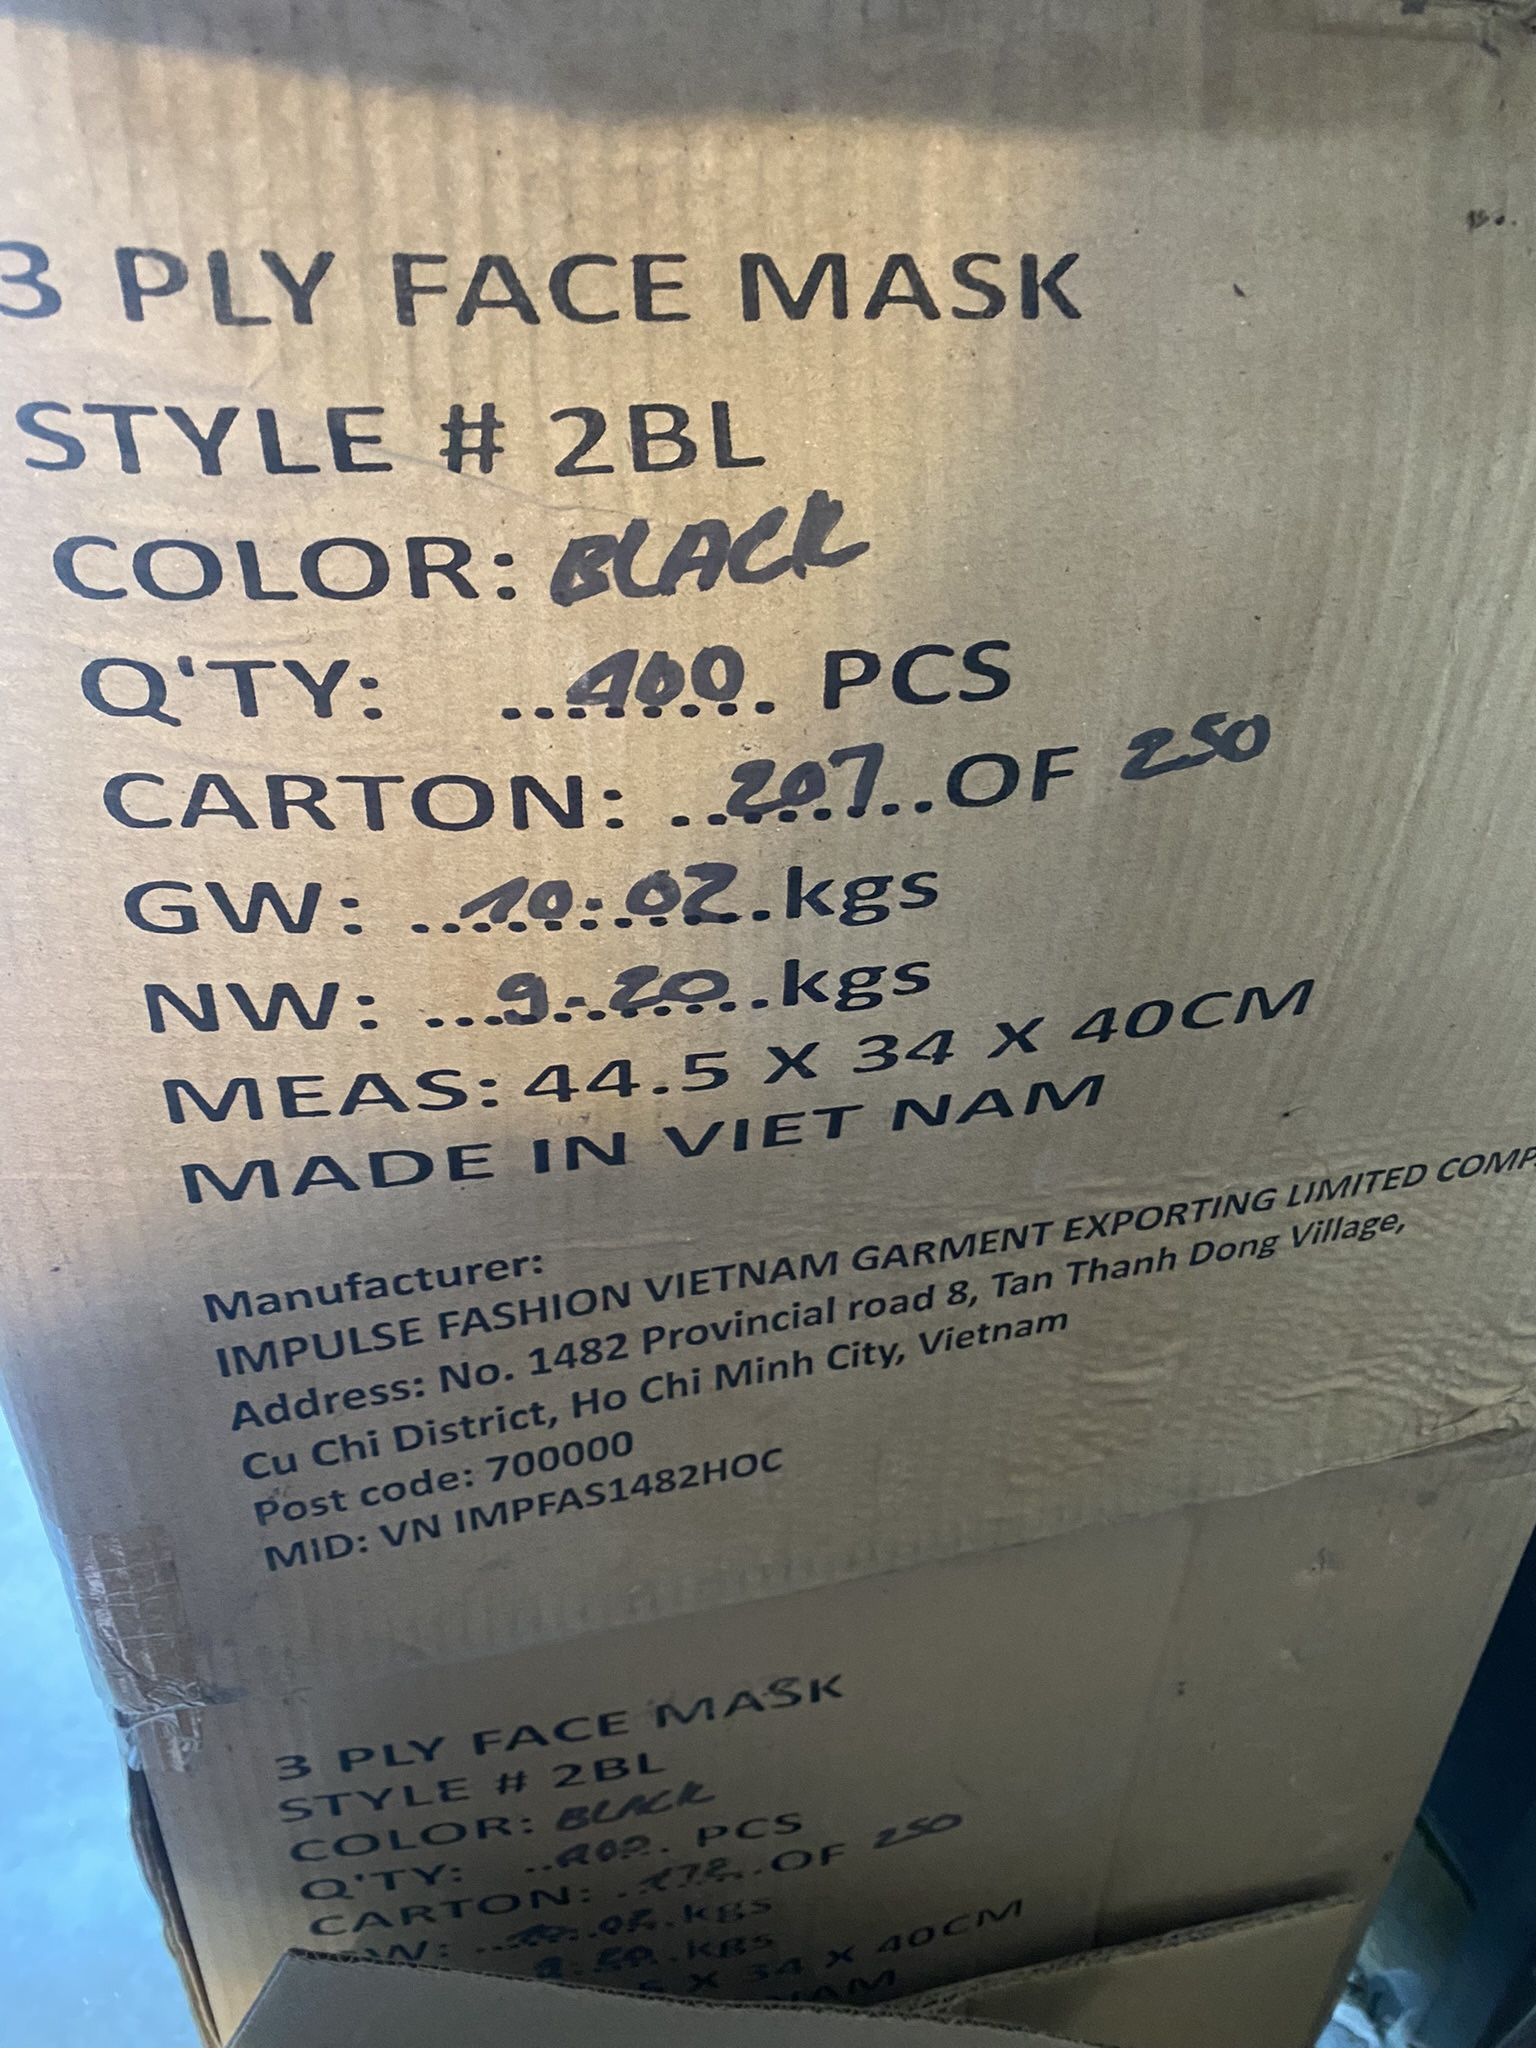 3 PLY FACE MASK
STYLE # 2BL
COLOR: BLACK
Q'TY: ..400.. PCS
CARTON: ..207..OF 250
GW: ...10.02..kgs
NW: ...9.20...kgs
MEAS: 44.5 X 34 X 40CM
MADE IN VIET NAM
Manufacturer:
IMPULSE FASHION VIETNAM GARMENT EXPORTING LIMITED COMP
Address: No. 1482 Provincial road 8, Tan Thanh Dong Village,
Cu Chi District, Ho Chi Minh City, Vietnam
Post code: 700000
MID: VN IMPFAS1482HOC
3 PLY FACE MASK
STYLE # 2BL
COLOR: BLACK
Q'TY: ..400.. PCS
CARTON: OF 250
kgs
kgs
X 34 X 40CM